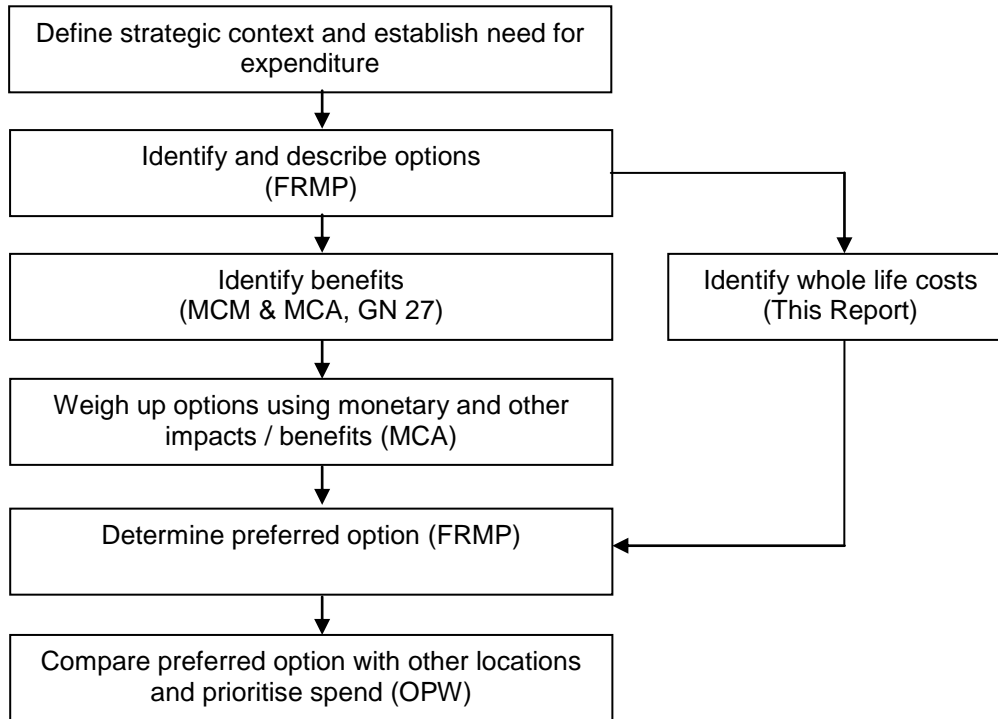 Define strategic context and establish need for
expenditure
Identify and describe options
(FRMP)
Identify benefits
(MCM & MCA, GN 27)
Identify whole life costs
(This Report)
Weigh up options using monetary and other
impacts / benefits (MCA)
Determine preferred option (FRMP)
Compare preferred option with other locations
and prioritise spend (OPW)